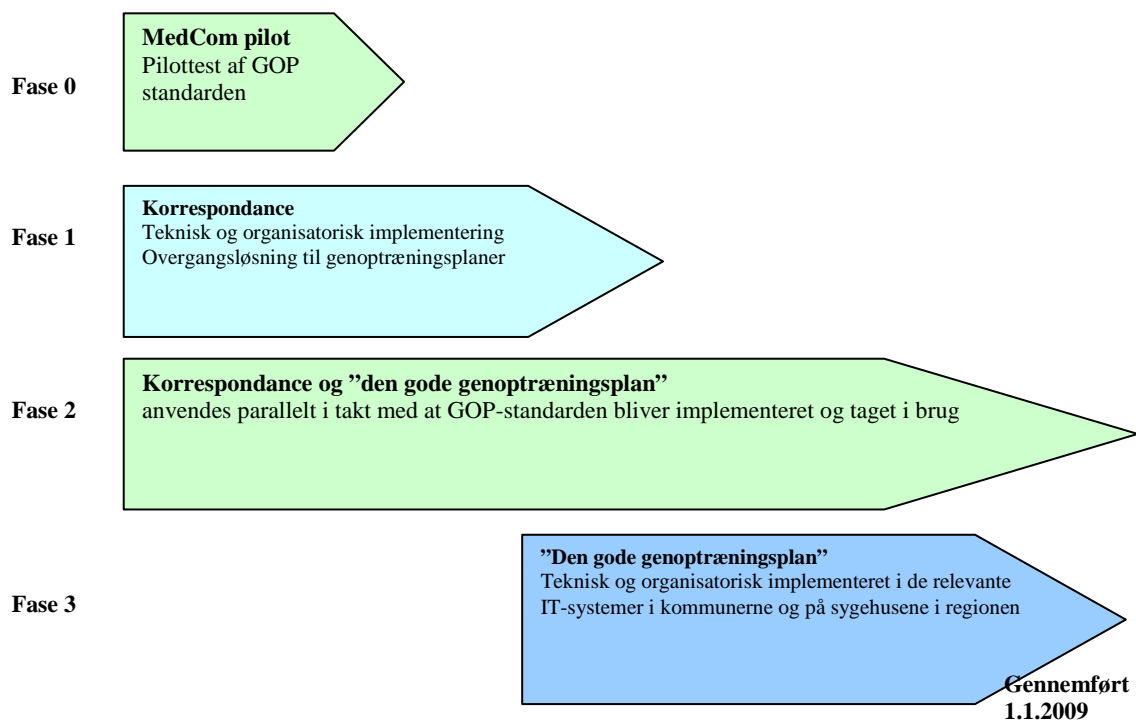 Fase 0
MedCom pilot
Pilottest af GOP
standarden
Fase 1
Korrespondance
Teknisk og organisatorisk implementering
Overgangsløsning til genoptræningsplaner
Fase 2
Korrespondance og ”den gode genoptræningsplan”
anvendes parallelt i takt med at GOP-standarden bliver implementeret og taget i brug
Fase 3
”Den gode genoptræningsplan”
Teknisk og organisatorisk implementeret i de relevante
IT-systemer i kommunerne og på sygehusene i regionen
Gennemført
1.1.2009